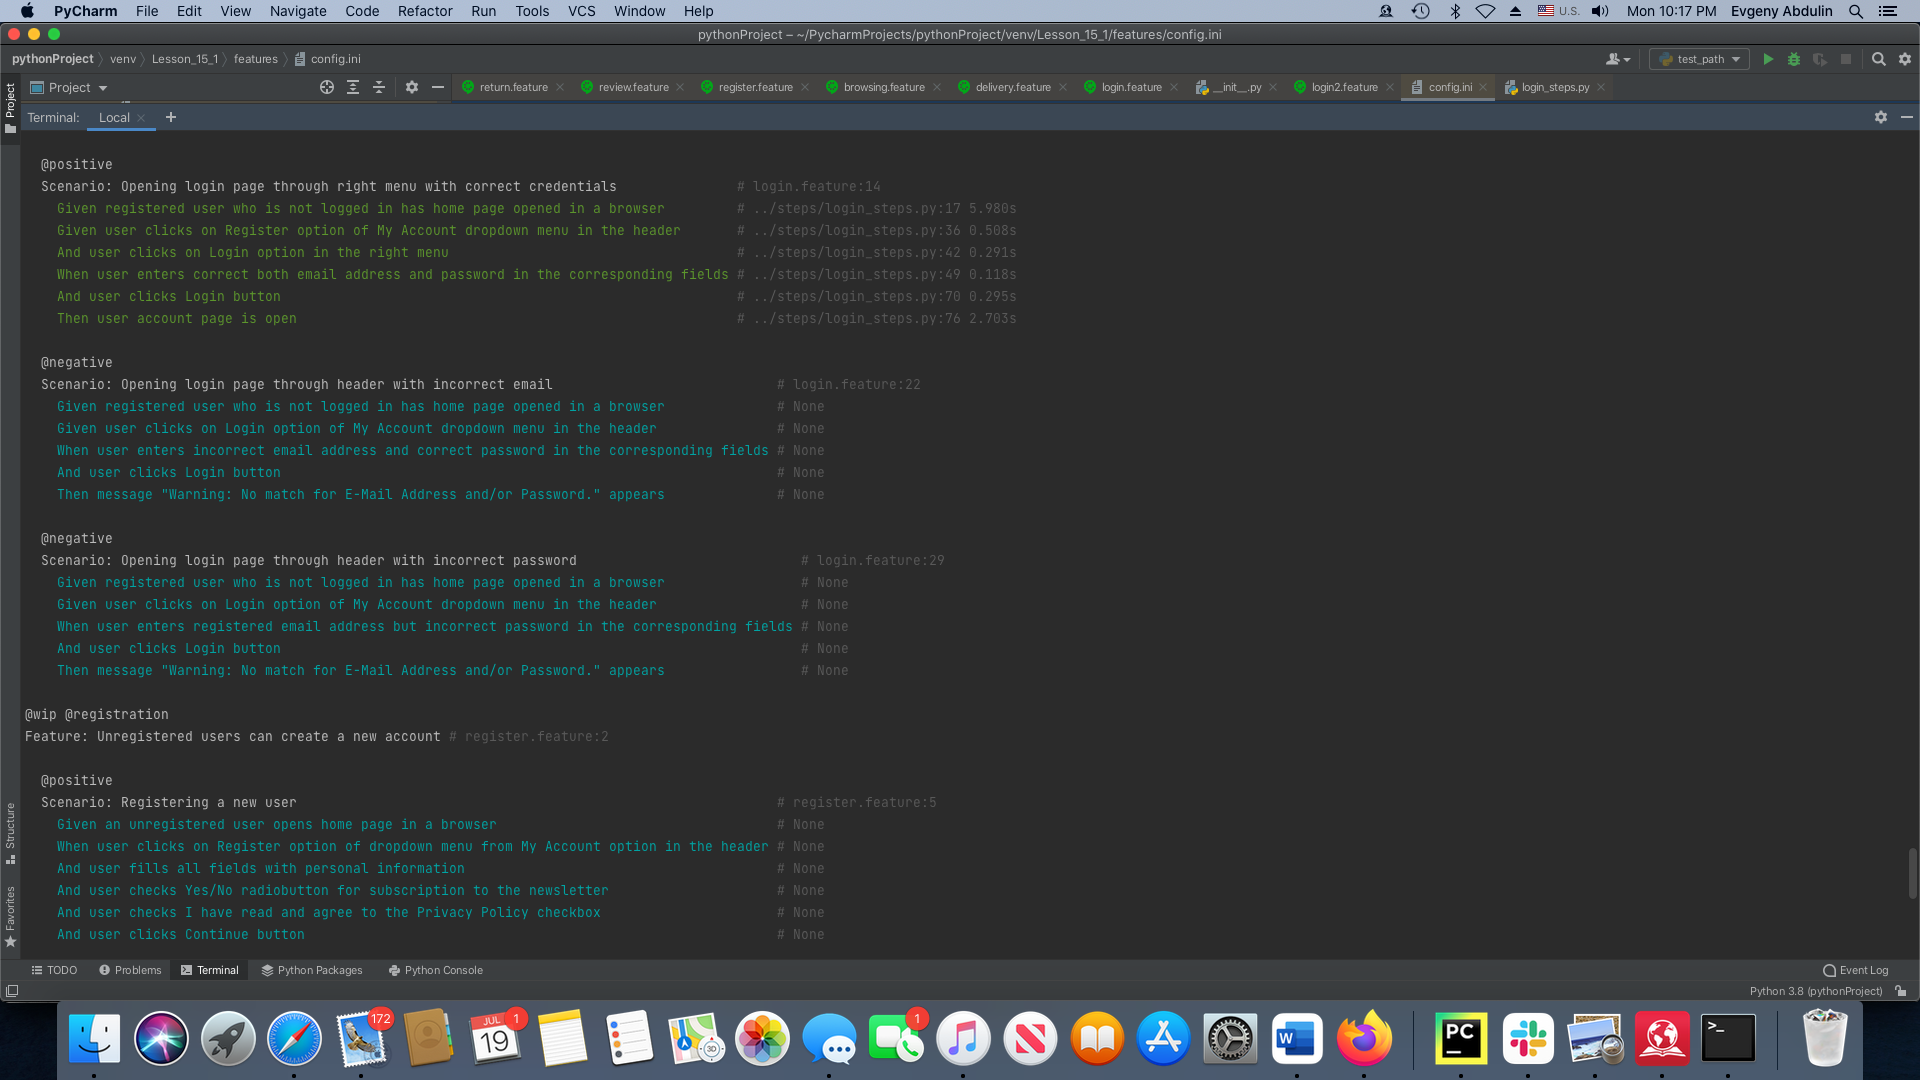 PyCharm File Edit View Navigate Code Refactor Run Tools VCS Window Help U.S. Mon 10:17 PM Evgeny Abdulin
pythonProject – ~/PycharmProjects/pythonProject/venv/Lesson_15_1/features/config.ini
pythonProject venv Lesson_15_1 features config.ini test_path
Project return.feature review.feature register.feature browsing.feature delivery.feature login.feature __init__.py login2.feature config.ini login_steps.py
Project
Terminal: Local
@positive
Scenario: Opening login page through right menu with correct credentials # login.feature:14
Given registered user who is not logged in has home page opened in a browser # ../steps/login_steps.py:17 5.980s
Given user clicks on Register option of My Account dropdown menu in the header # ../steps/login_steps.py:36 0.508s
And user clicks on Login option in the right menu # ../steps/login_steps.py:42 0.291s
When user enters correct both email address and password in the corresponding fields # ../steps/login_steps.py:49 0.118s
And user clicks Login button # ../steps/login_steps.py:70 0.295s
Then user account page is open # ../steps/login_steps.py:76 2.703s
@negative
Scenario: Opening login page through header with incorrect email # login.feature:22
Given registered user who is not logged in has home page opened in a browser # None
Given user clicks on Login option of My Account dropdown menu in the header # None
When user enters incorrect email address and correct password in the corresponding fields # None
And user clicks Login button # None
Then message "Warning: No match for E-Mail Address and/or Password." appears # None
@negative
Scenario: Opening login page through header with incorrect password # login.feature:29
Given registered user who is not logged in has home page opened in a browser # None
Given user clicks on Login option of My Account dropdown menu in the header # None
When user enters registered email address but incorrect password in the corresponding fields # None
And user clicks Login button # None
Then message "Warning: No match for E-Mail Address and/or Password." appears # None
@wip @registration
Feature: Unregistered users can create a new account # register.feature:2
@positive
Scenario: Registering a new user # register.feature:5
Given an unregistered user opens home page in a browser # None
When user clicks on Register option of dropdown menu from My Account option in the header # None
And user fills all fields with personal information # None
And user checks Yes/No radiobutton for subscription to the newsletter # None
And user checks I have read and agree to the Privacy Policy checkbox # None
And user clicks Continue button # None
Structure
Favorites
TODO Problems Terminal Python Packages Python Console Event Log
Python 3.8 (pythonProject)
172
JUL 1
19
3D
1
W
PC
>_